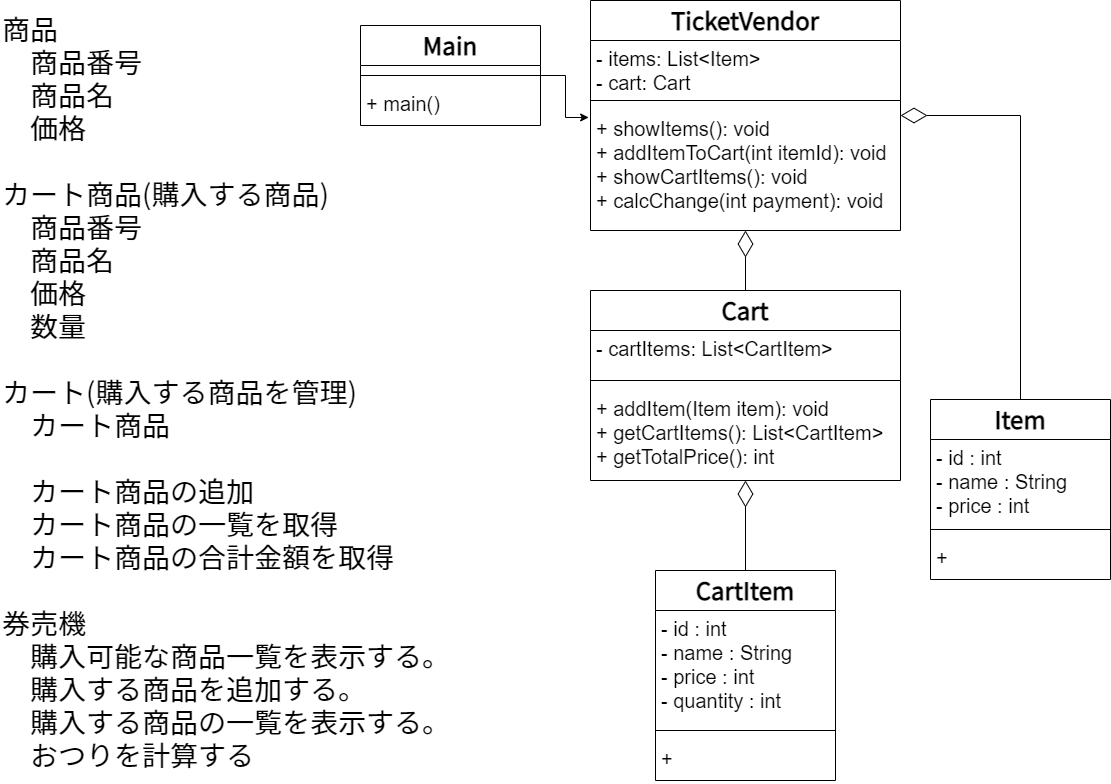 商品
商品番号
商品名
価格
カート商品(購入する商品)
商品番号
商品名
価格
数量
カート(購入する商品を管理)
カート商品
カート商品の追加
カート商品の一覧を取得
カート商品の合計金額を取得
券売機
購入可能な商品一覧を表示する。
購入する商品を追加する。
購入する商品の一覧を表示する。
おつりを計算する
Main
+ main()
TicketVendor
- items: List<Item>
- cart: Cart
+ showItems(): void
+ addItemToCart(int itemId): void
+ showCartItems(): void
+ calcChange(int payment): void
Cart
- cartItems: List<CartItem>
+ addItem(Item item): void
+ getCartItems(): List<CartItem>
+ getTotalPrice(): int
Item
- id : int
- name : String
- price : int
+
CartItem
- id : int
- name : String
- price : int
- quantity : int
+